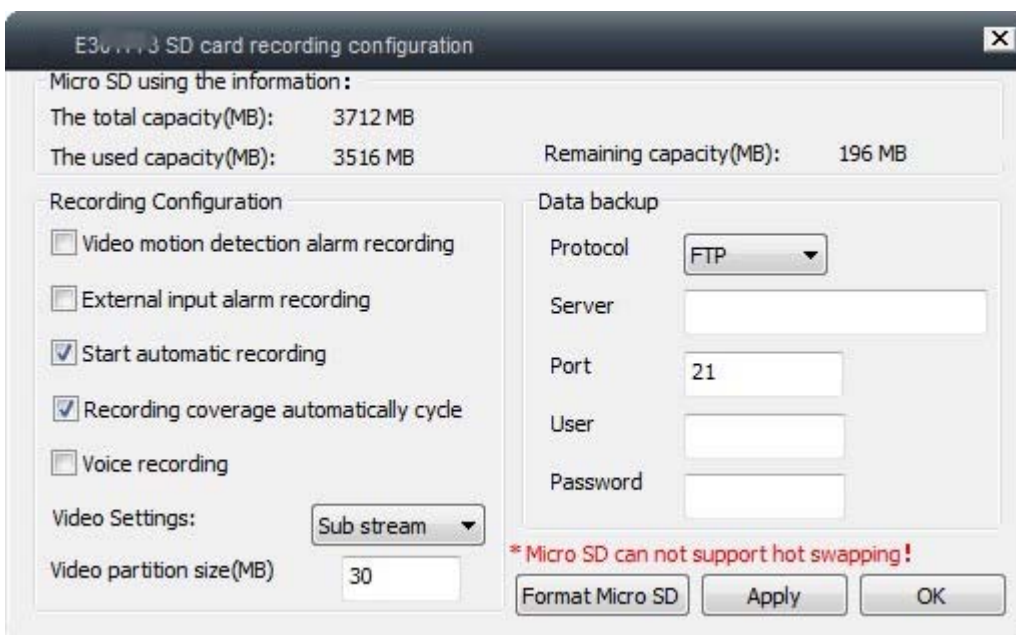 SD card recording configuration
Micro SD using the information:
The total capacity(MB): 3712 MB
The used capacity(MB): 3516 MB Remaining capacity(MB): 196 MB
Recording Configuration
Video motion detection alarm recording
External input alarm recording
Start automatic recording
Recording coverage automatically cycle
Voice recording
Video Settings: Sub stream
Video partition size(MB) 30
Data backup
Protocol FTP
Server
Port 21
User
Password
*Micro SD can not support hot swapping!
Format Micro SD Apply OK